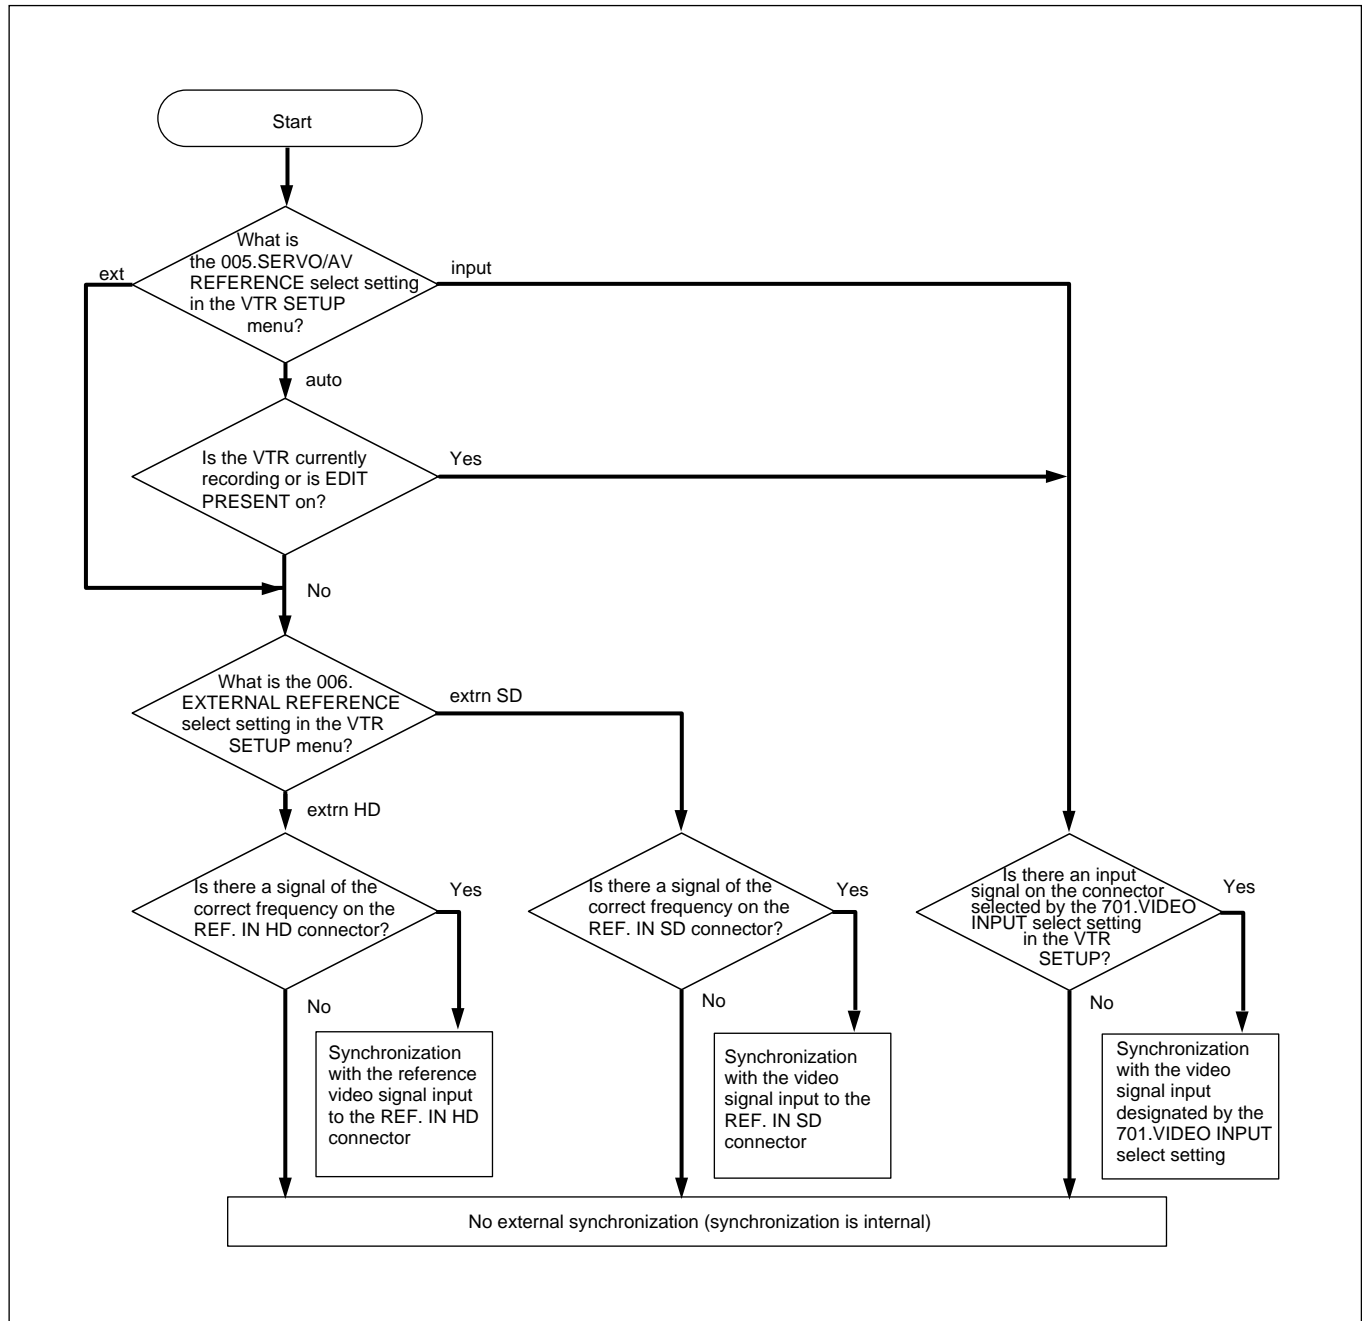 Start
What is
the 005.SERVO/AV
REFERENCE select setting
in the VTR SETUP
menu?
ext
input
auto
Is the VTR currently
recording or is EDIT
PRESENT on?
Yes
No
What is the 006.
EXTERNAL REFERENCE
select setting in the VTR
SETUP menu?
extrn SD
extrn HD
Is there a signal of the
correct frequency on the
REF. IN HD connector?
Yes
No
Is there a signal of the
correct frequency on the
REF. IN SD connector?
Yes
No
Is there an input
signal on the connector
selected by the 701.VIDEO
INPUT select setting
in the VTR
SETUP?
Yes
No
Synchronization
with the reference
video signal input
to the REF. IN HD
connector
Synchronization
with the video
signal input to the
REF. IN SD
connector
Synchronization
with the video
signal input
designated by the
701.VIDEO INPUT
select setting
No external synchronization (synchronization is internal)